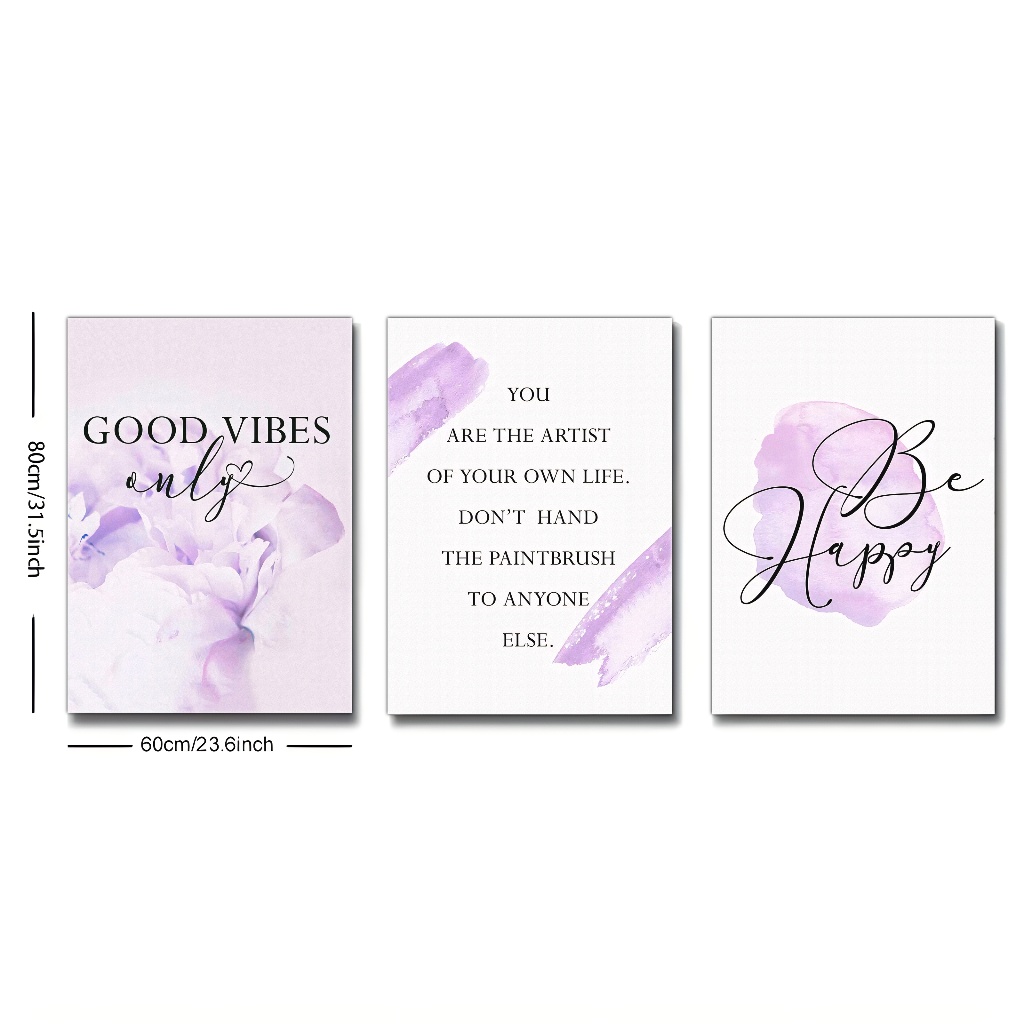 GOOD VIBES
only
YOU
ARE THE ARTIST
OF YOUR OWN LIFE.
DON'T HAND
THE PAINTBRUSH
TO ANYONE
ELSE.
Be
Happy
80cm/31.5inch
60cm/23.6inch